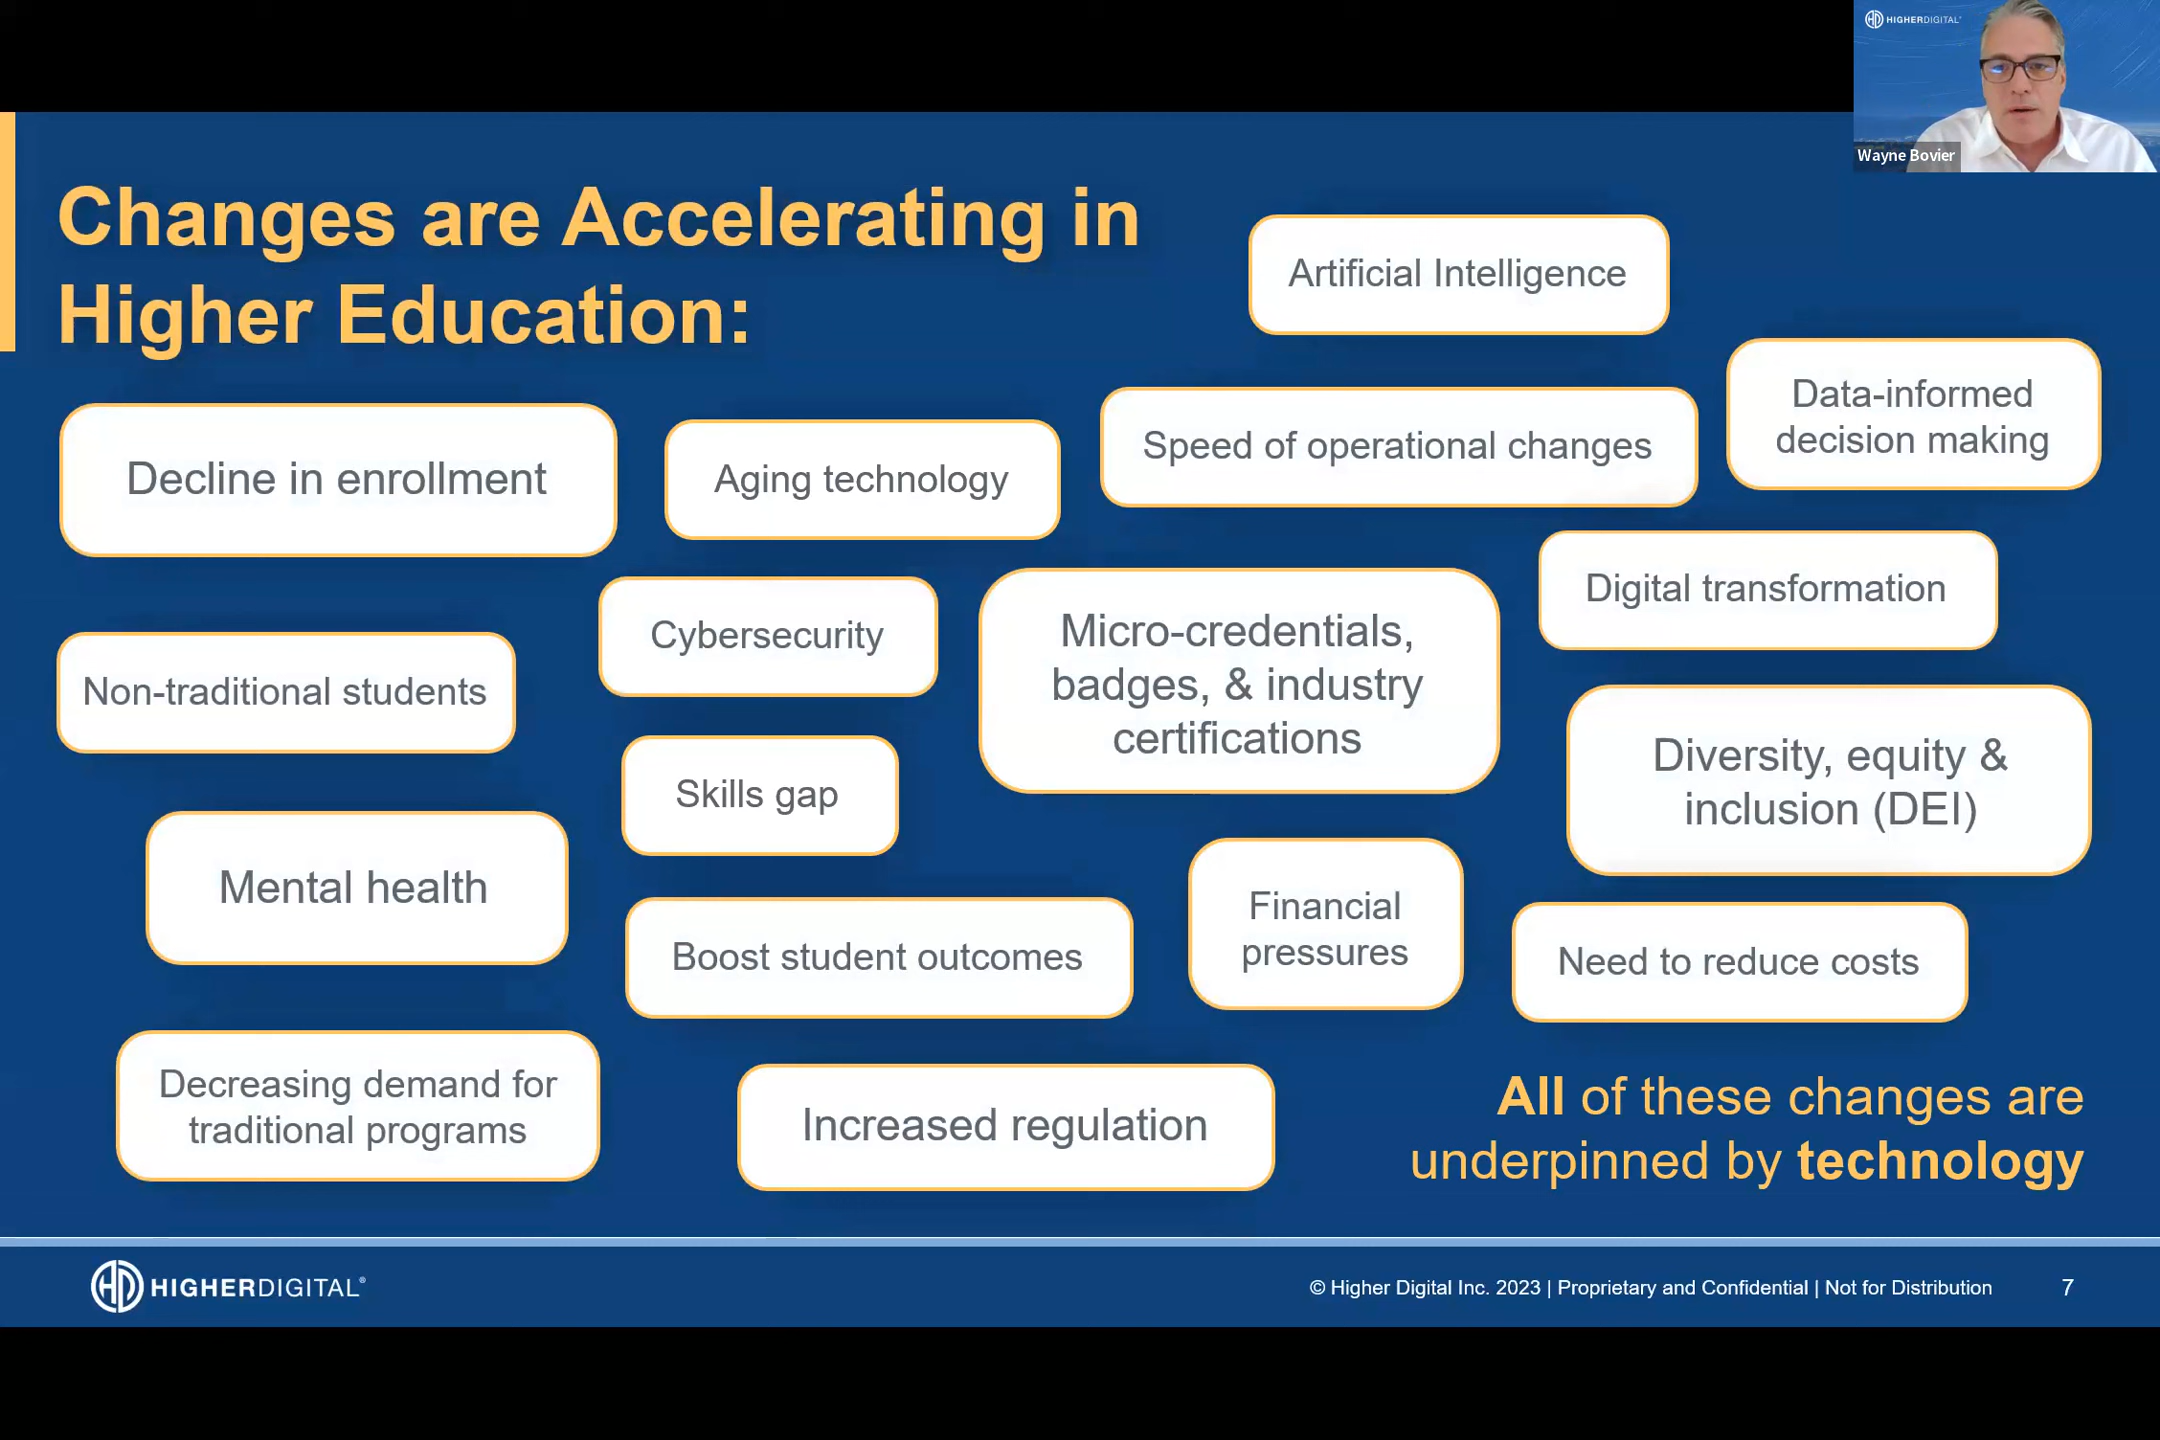 HIGHERDIGITAL
Wayne Bovier
Changes are Accelerating in
Higher Education:
Artificial Intelligence
Data-informed
decision making
Speed of operational changes
Decline in enrollment
Aging technology
Digital transformation
Cybersecurity
Micro-credentials,
badges, & industry
certifications
Non-traditional students
Diversity, equity &
inclusion (DEI)
Skills gap
Mental health
Financial
pressures
Boost student outcomes
Need to reduce costs
Decreasing demand for
traditional programs
Increased regulation
All of these changes are
underpinned by technology
HIGHERDIGITAL®
© Higher Digital Inc. 2023 | Proprietary and Confidential | Not for Distribution
7